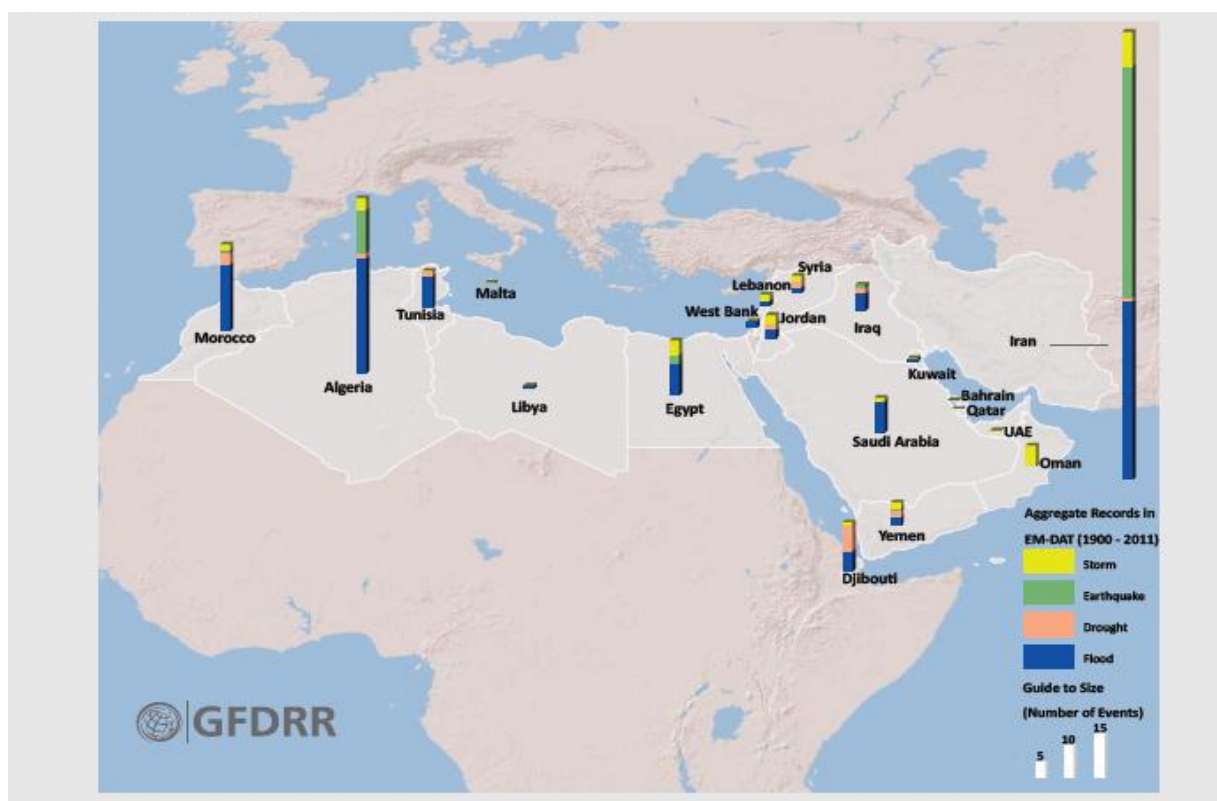 Syria
Lebanon
Malta
West Bank
Jordan
Tunisia
Iraq
Morocco
Iran
Kuwait
Algeria
Bahrain
Libya
Egypt
Qatar
UAE
Saudi Arabia
Oman
Yemen
Djibouti
Aggregate Records in
EM-DAT (1900 - 2011)
Storm
Earthquake
Drought
Flood
Guide to Size
(Number of Events)
5 10 15
GFDRR